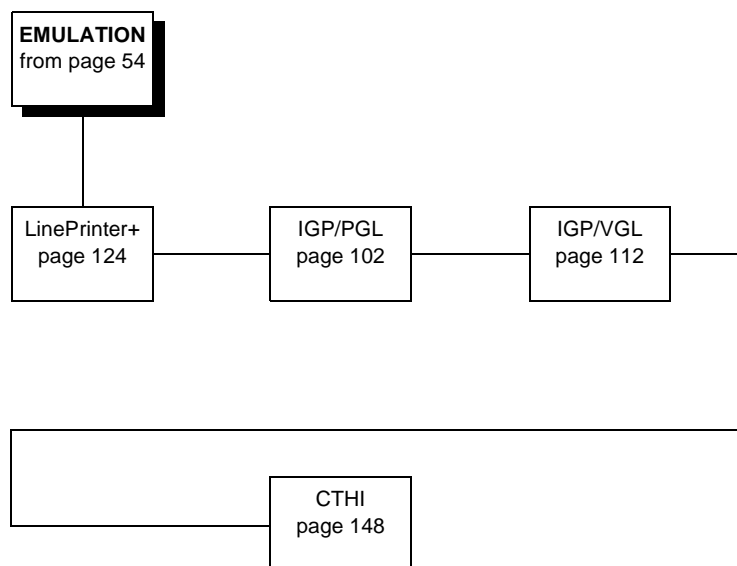 EMULATION
from page 54
LinePrinter+
page 124
IGP/PGL
page 102
IGP/VGL
page 112
CTHI
page 148